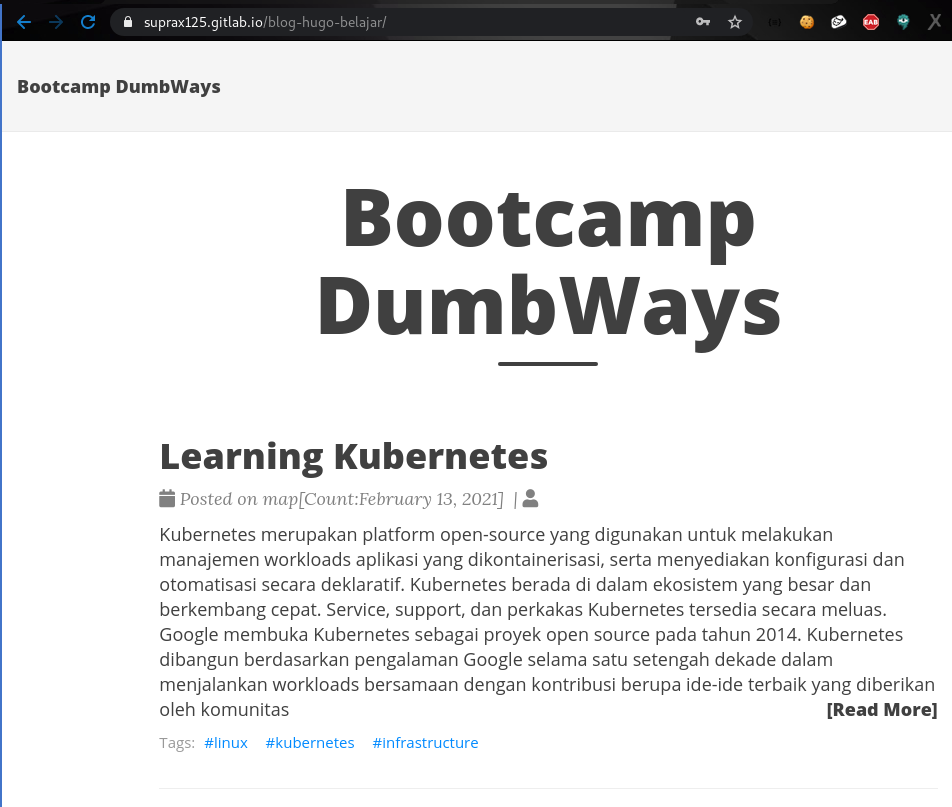 suprax125.gitlab.io/blog-hugo-belajar/
Bootcamp DumbWays
Bootcamp
DumbWays
Learning Kubernetes
Posted on map[Count:February 13, 2021] |
Kubernetes merupakan platform open-source yang digunakan untuk melakukan
manajemen workloads aplikasi yang dikontainerisasi, serta menyediakan konfigurasi dan
otomatisasi secara deklaratif. Kubernetes berada di dalam ekosistem yang besar dan
berkembang cepat. Service, support, dan perkakas Kubernetes tersedia secara meluas.
Google membuka Kubernetes sebagai proyek open source pada tahun 2014. Kubernetes
dibangun berdasarkan pengalaman Google selama satu setengah dekade dalam
menjalankan workloads bersamaan dengan kontribusi berupa ide-ide terbaik yang diberikan
oleh komunitas [Read More]
Tags: #linux #kubernetes #infrastructure